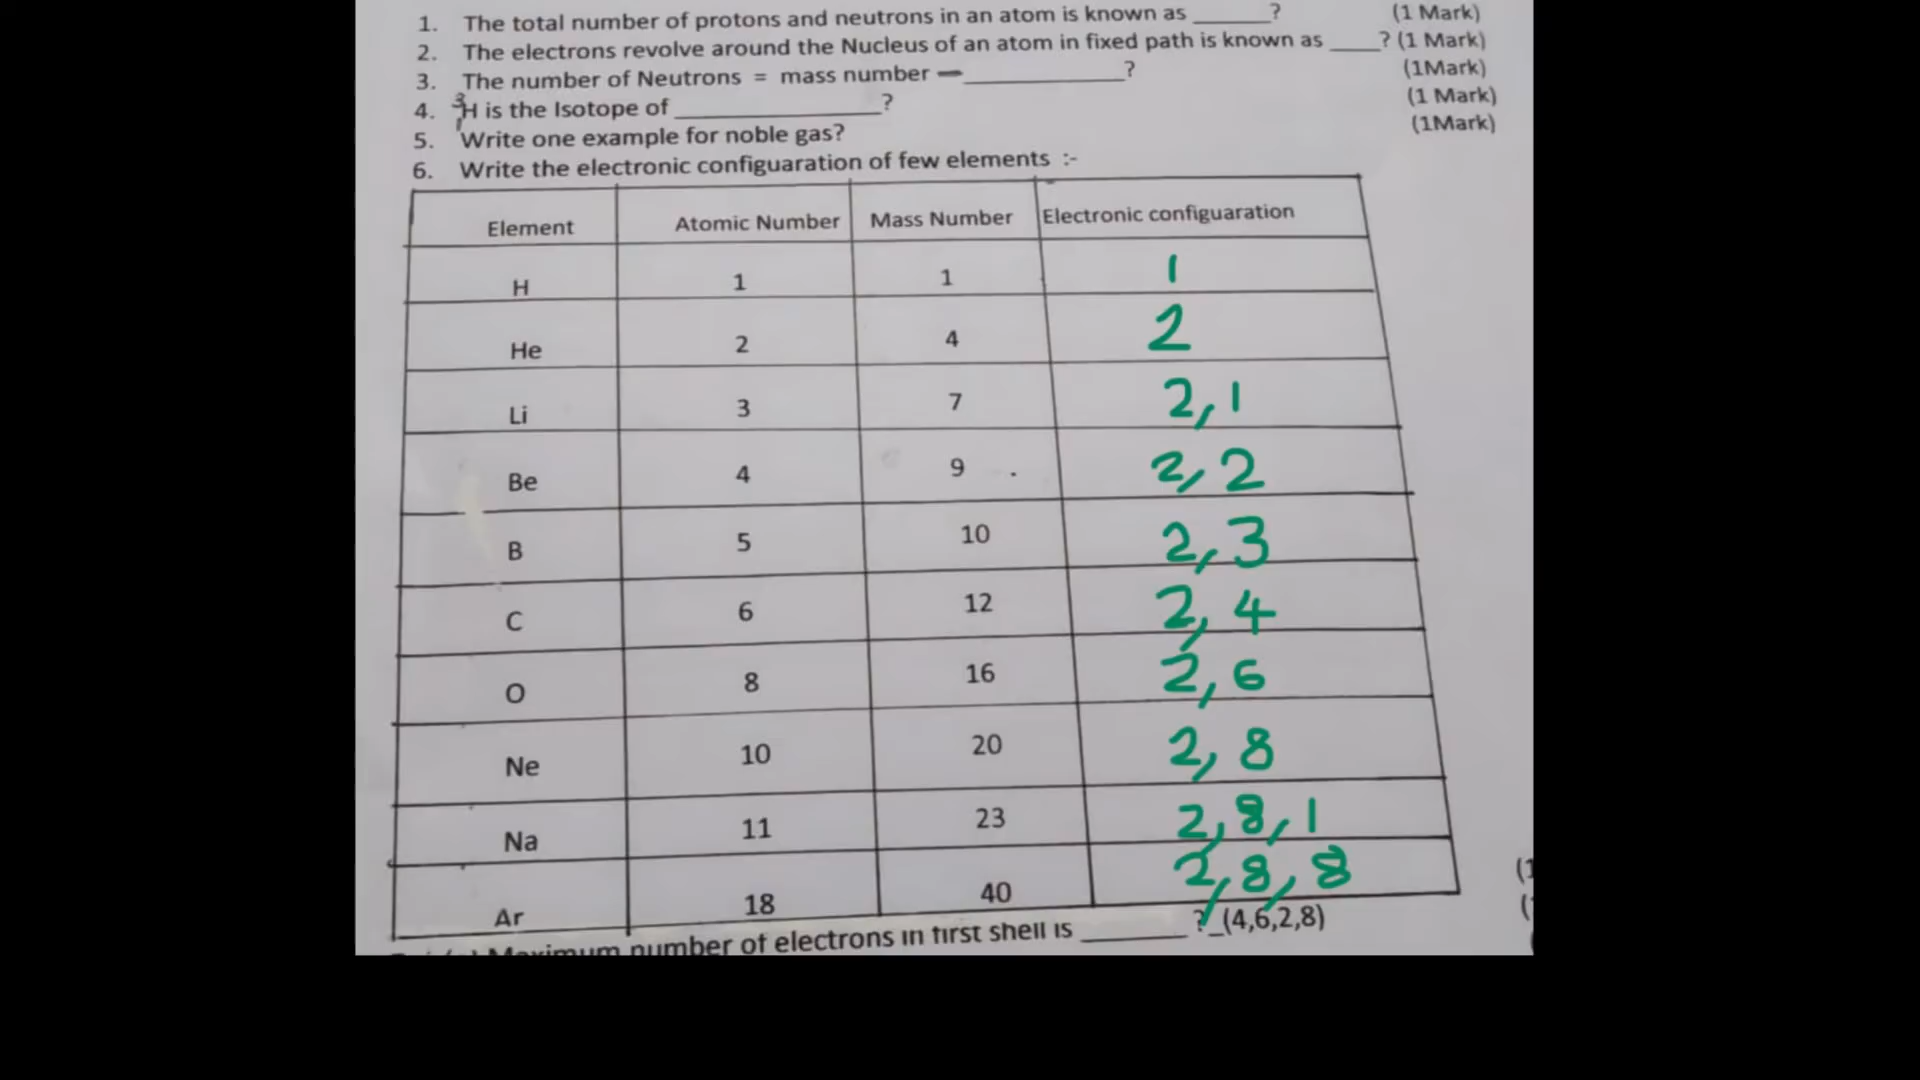 1. The total number of protons and neutrons in an atom is known as ______? (1 Mark)
2. The electrons revolve around the Nucleus of an atom in fixed path is known as ____? (1 Mark)
3. The number of Neutrons = mass number – ____________? (1Mark)
4. ³₁H is the Isotope of ________________? (1 Mark)
5. Write one example for noble gas? (1Mark)
6. Write the electronic configuaration of few elements :-
Element Atomic Number Mass Number Electronic configuaration
H 1 1 1
He 2 4 2
Li 3 7 2,1
Be 4 9 2,2
B 5 10 2,3
C 6 12 2,4
O 8 16 2,6
Ne 10 20 2,8
Na 11 23 2,8,1
Ar 18 40 2,8,8
Maximum number of electrons in first shell is ________?_(4,6,2,8)